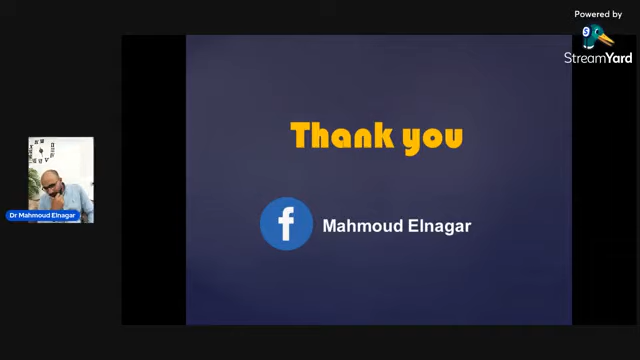 Powered by
StreamYard
Thank you
Mahmoud Elnagar
Dr Mahmoud Elnagar